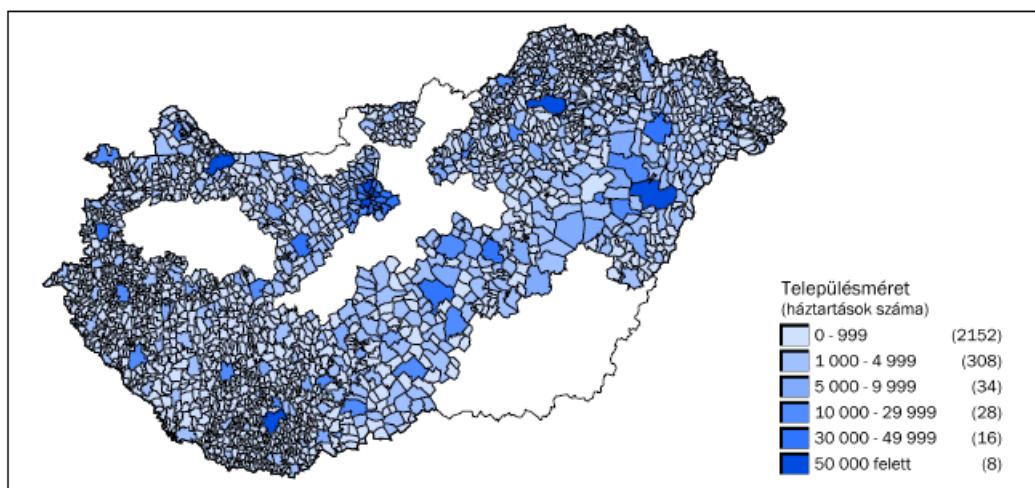 Településméret
(háztartások száma)
0 - 999 (2152)
1 000 - 4 999 (308)
5 000 - 9 999 (34)
10 000 - 29 999 (28)
30 000 - 49 999 (16)
50 000 felett (8)